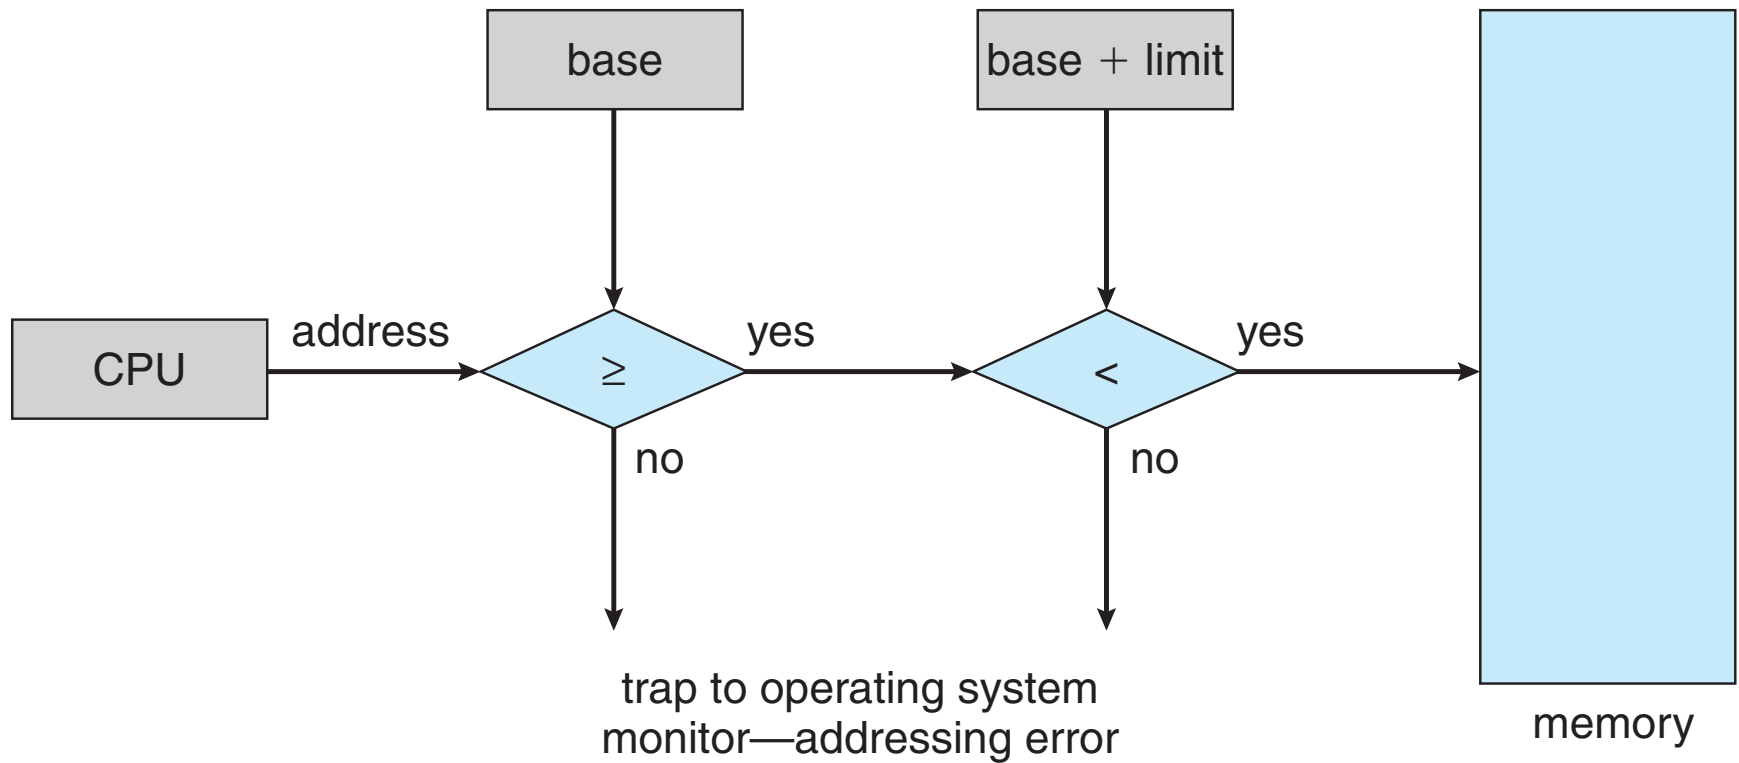 base
base + limit
CPU
address
≥
yes
<
yes
no
no
trap to operating system
monitor—addressing error
memory